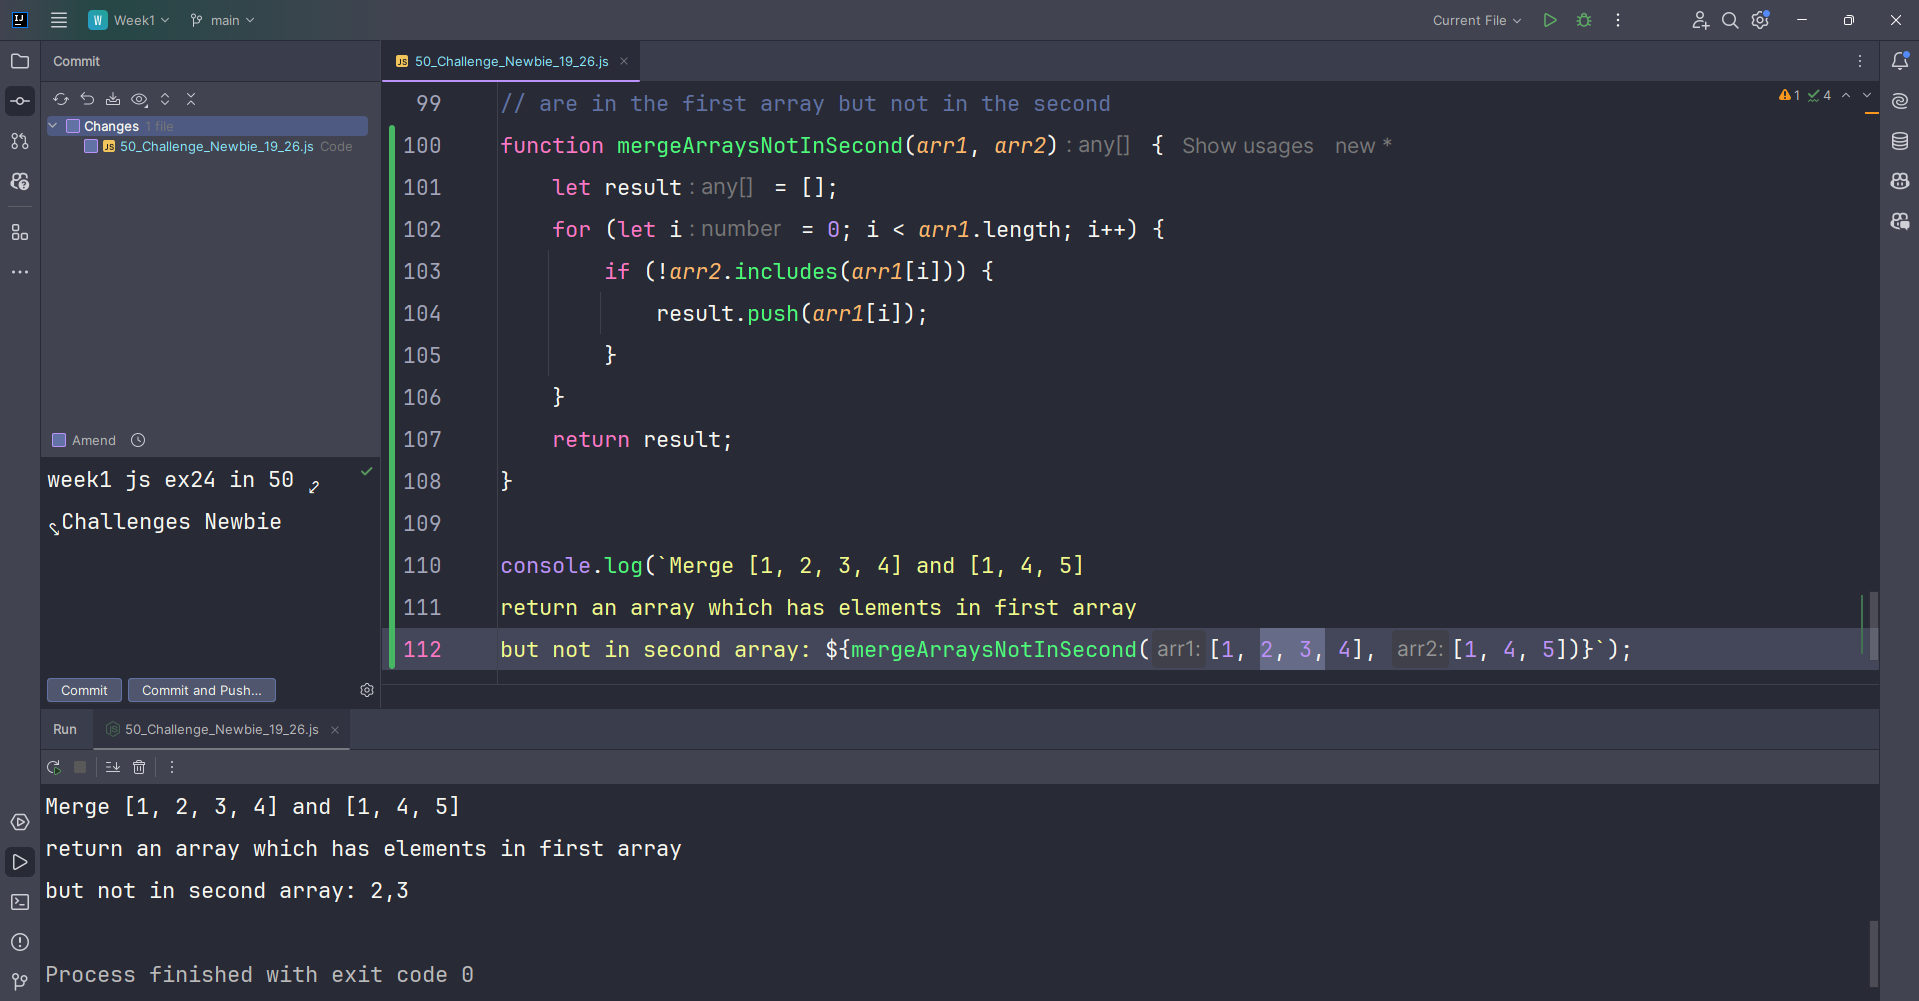 IJ
W Week1 main Current File
Commit
JS 50_Challenge_Newbie_19_26.js
Changes 1 file
JS 50_Challenge_Newbie_19_26.js Code
Amend
week1 js ex24 in 50
Challenges Newbie
Commit Commit and Push...
1 4
99 // are in the first array but not in the second
100 function mergeArraysNotInSecond(arr1, arr2) : any[] { Show usages new *
101 let result : any[] = [];
102 for (let i : number = 0; i < arr1.length; i++) {
103 if (!arr2.includes(arr1[i])) {
104 result.push(arr1[i]);
105 }
106 }
107 return result;
108 }
109
110 console.log(`Merge [1, 2, 3, 4] and [1, 4, 5]
111 return an array which has elements in first array
112 but not in second array: ${mergeArraysNotInSecond( arr1: [1, 2, 3, 4], arr2: [1, 4, 5])}`);
Run JS 50_Challenge_Newbie_19_26.js
Merge [1, 2, 3, 4] and [1, 4, 5]
return an array which has elements in first array
but not in second array: 2,3
Process finished with exit code 0